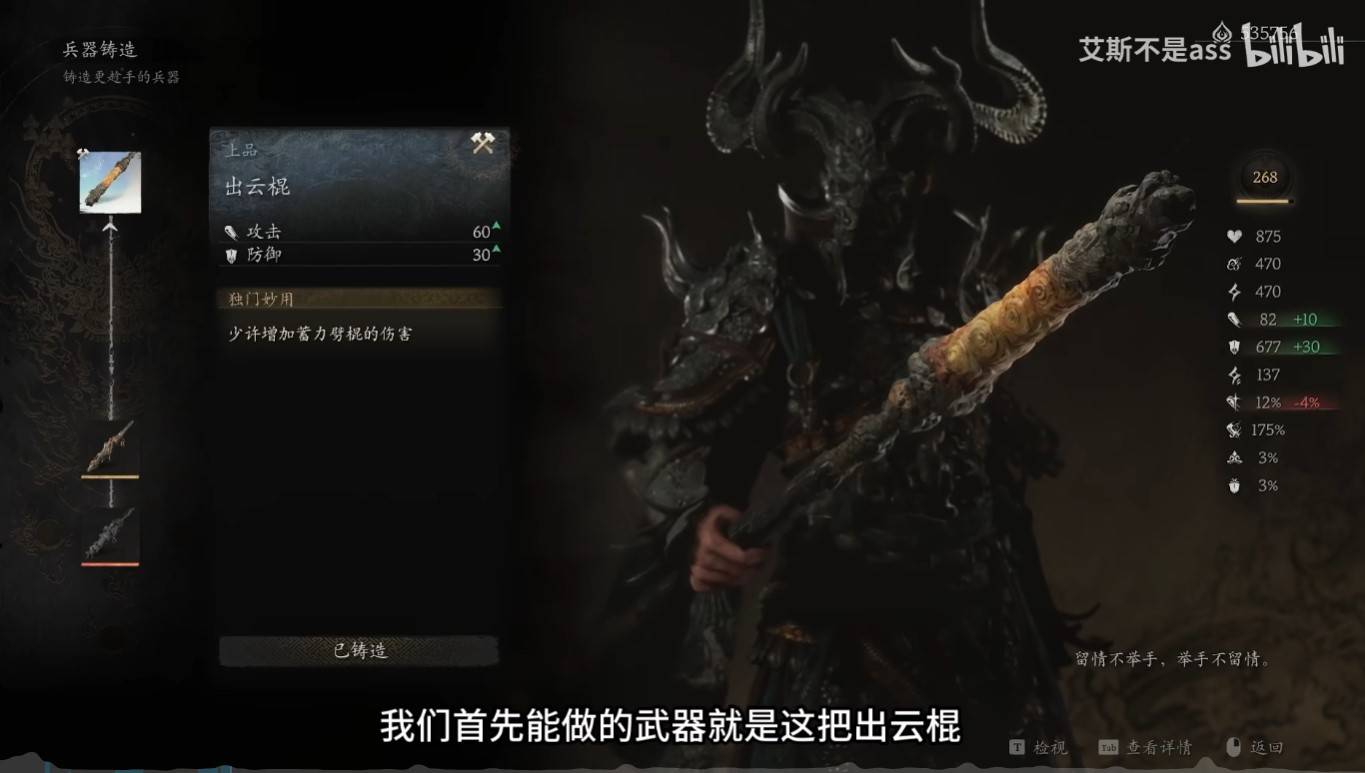 兵器铸造
铸造更趁手的兵器
艾斯不是ass bilibili
535756
上品
出云棍
攻击 60
防御 30
独门妙用
少许增加蓄力劈棍的伤害
已铸造
268
875
470
470
82 +10
677 +30
137
12% -4%
175%
3%
3%
留情不举手，举手不留情。
我们首先能做的武器就是这把出云棍
T 检视 Tab 查看详情 返回